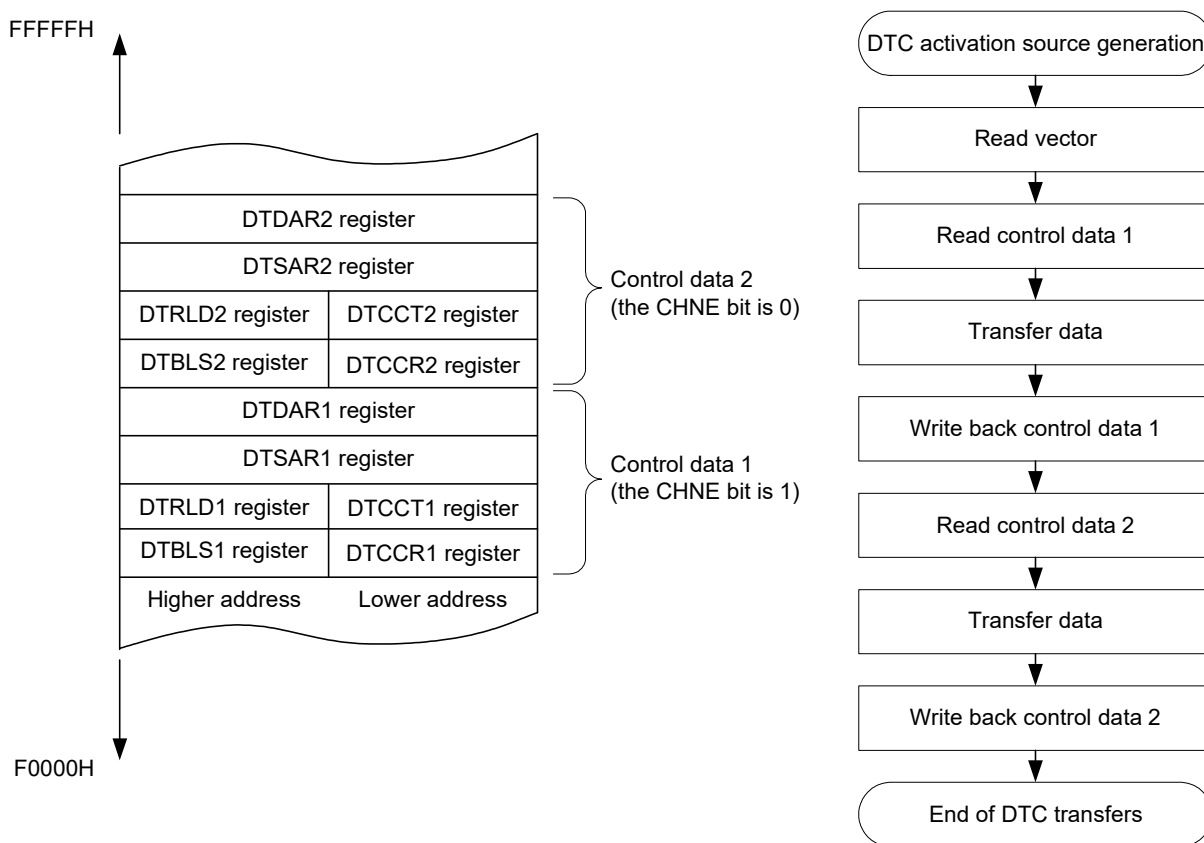 FFFFFH
DTDAR2 register
DTSAR2 register
DTRLD2 register DTCCT2 register
DTBLS2 register DTCCR2 register
Control data 2
(the CHNE bit is 0)
DTDAR1 register
DTSAR1 register
DTRLD1 register DTCCT1 register
DTBLS1 register DTCCR1 register
Control data 1
(the CHNE bit is 1)
Higher address Lower address
F0000H
DTC activation source generation
Read vector
Read control data 1
Transfer data
Write back control data 1
Read control data 2
Transfer data
Write back control data 2
End of DTC transfers